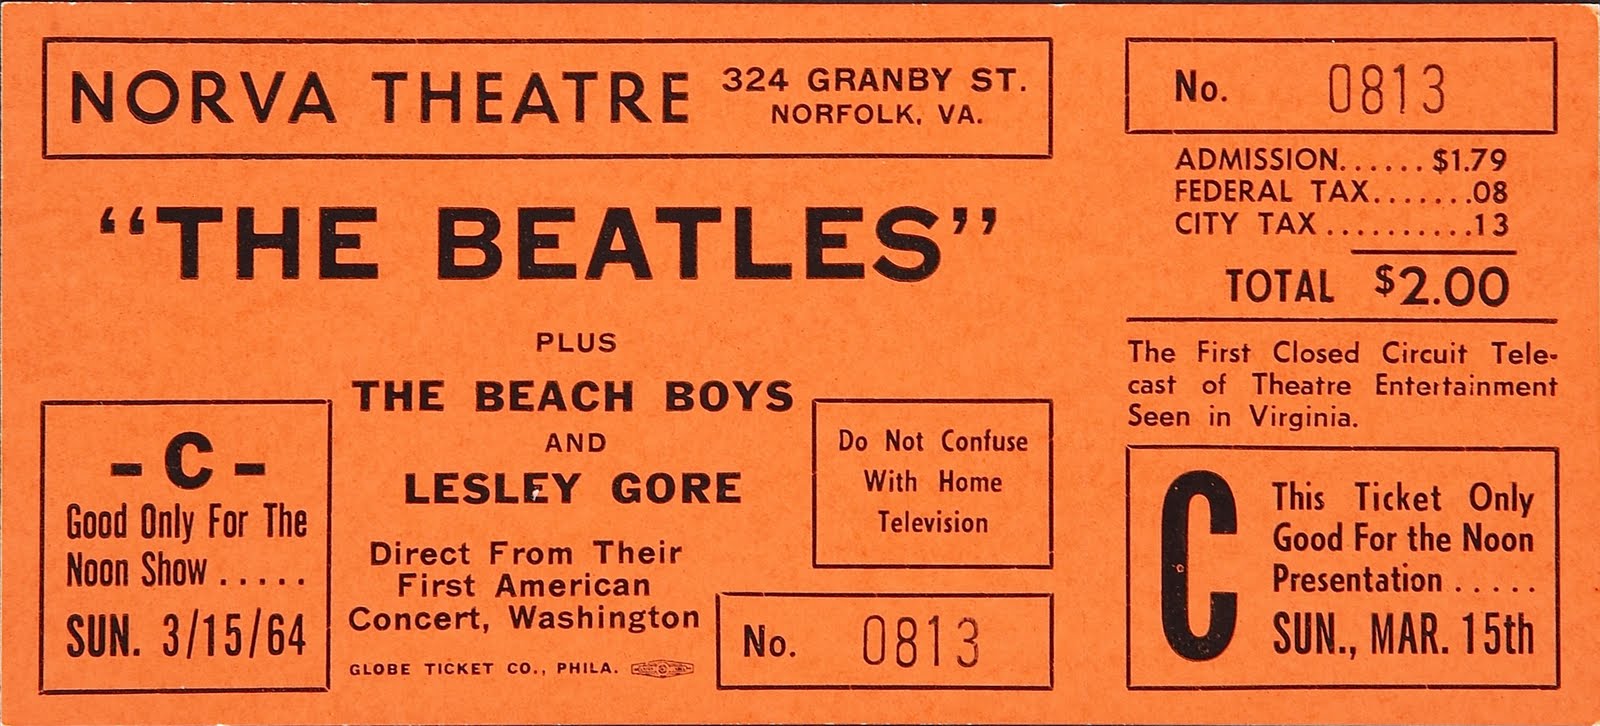 NORVA THEATRE
324 GRANBY ST.
NORFOLK, VA.
"THE BEATLES"
PLUS
THE BEACH BOYS
AND
LESLEY GORE
Direct From Their
First American
Concert, Washington
GLOBE TICKET CO., PHILA.
- C -
Good Only For The
Noon Show .....
SUN. 3/15/64
Do Not Confuse
With Home
Television
No. 0813
No. 0813
ADMISSION...... $1.79
FEDERAL TAX.......08
CITY TAX ..........13
TOTAL $2.00
The First Closed Circuit Tele-
cast of Theatre Entertainment
Seen in Virginia.
C
This Ticket Only
Good For the Noon
Presentation .....
SUN., MAR. 15th